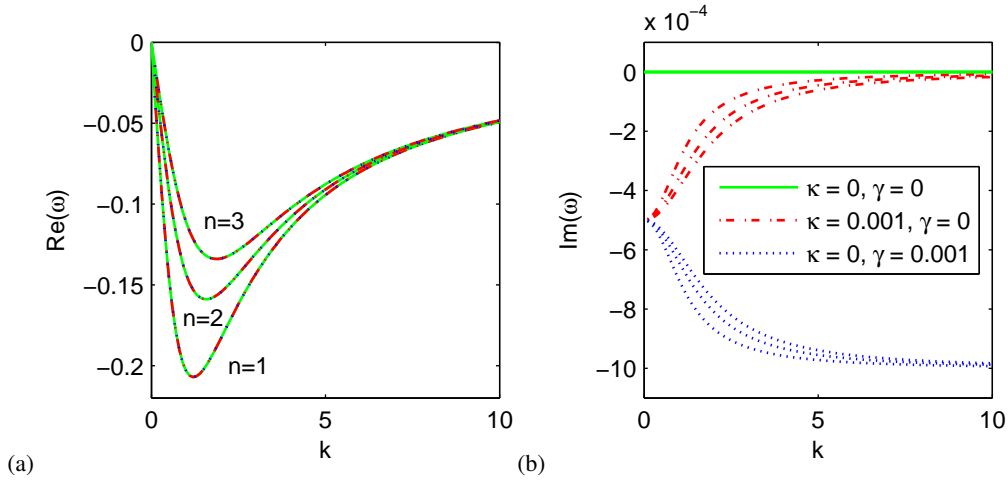 0
−0.05
−0.1
−0.15
−0.2
Re(ω)
n=3
n=2
n=1
0
5
10
k
(a)
x 10⁻⁴
0
−2
−4
−6
−8
−10
Im(ω)
κ = 0, γ = 0
κ = 0.001, γ = 0
κ = 0, γ = 0.001
0
5
10
k
(b)